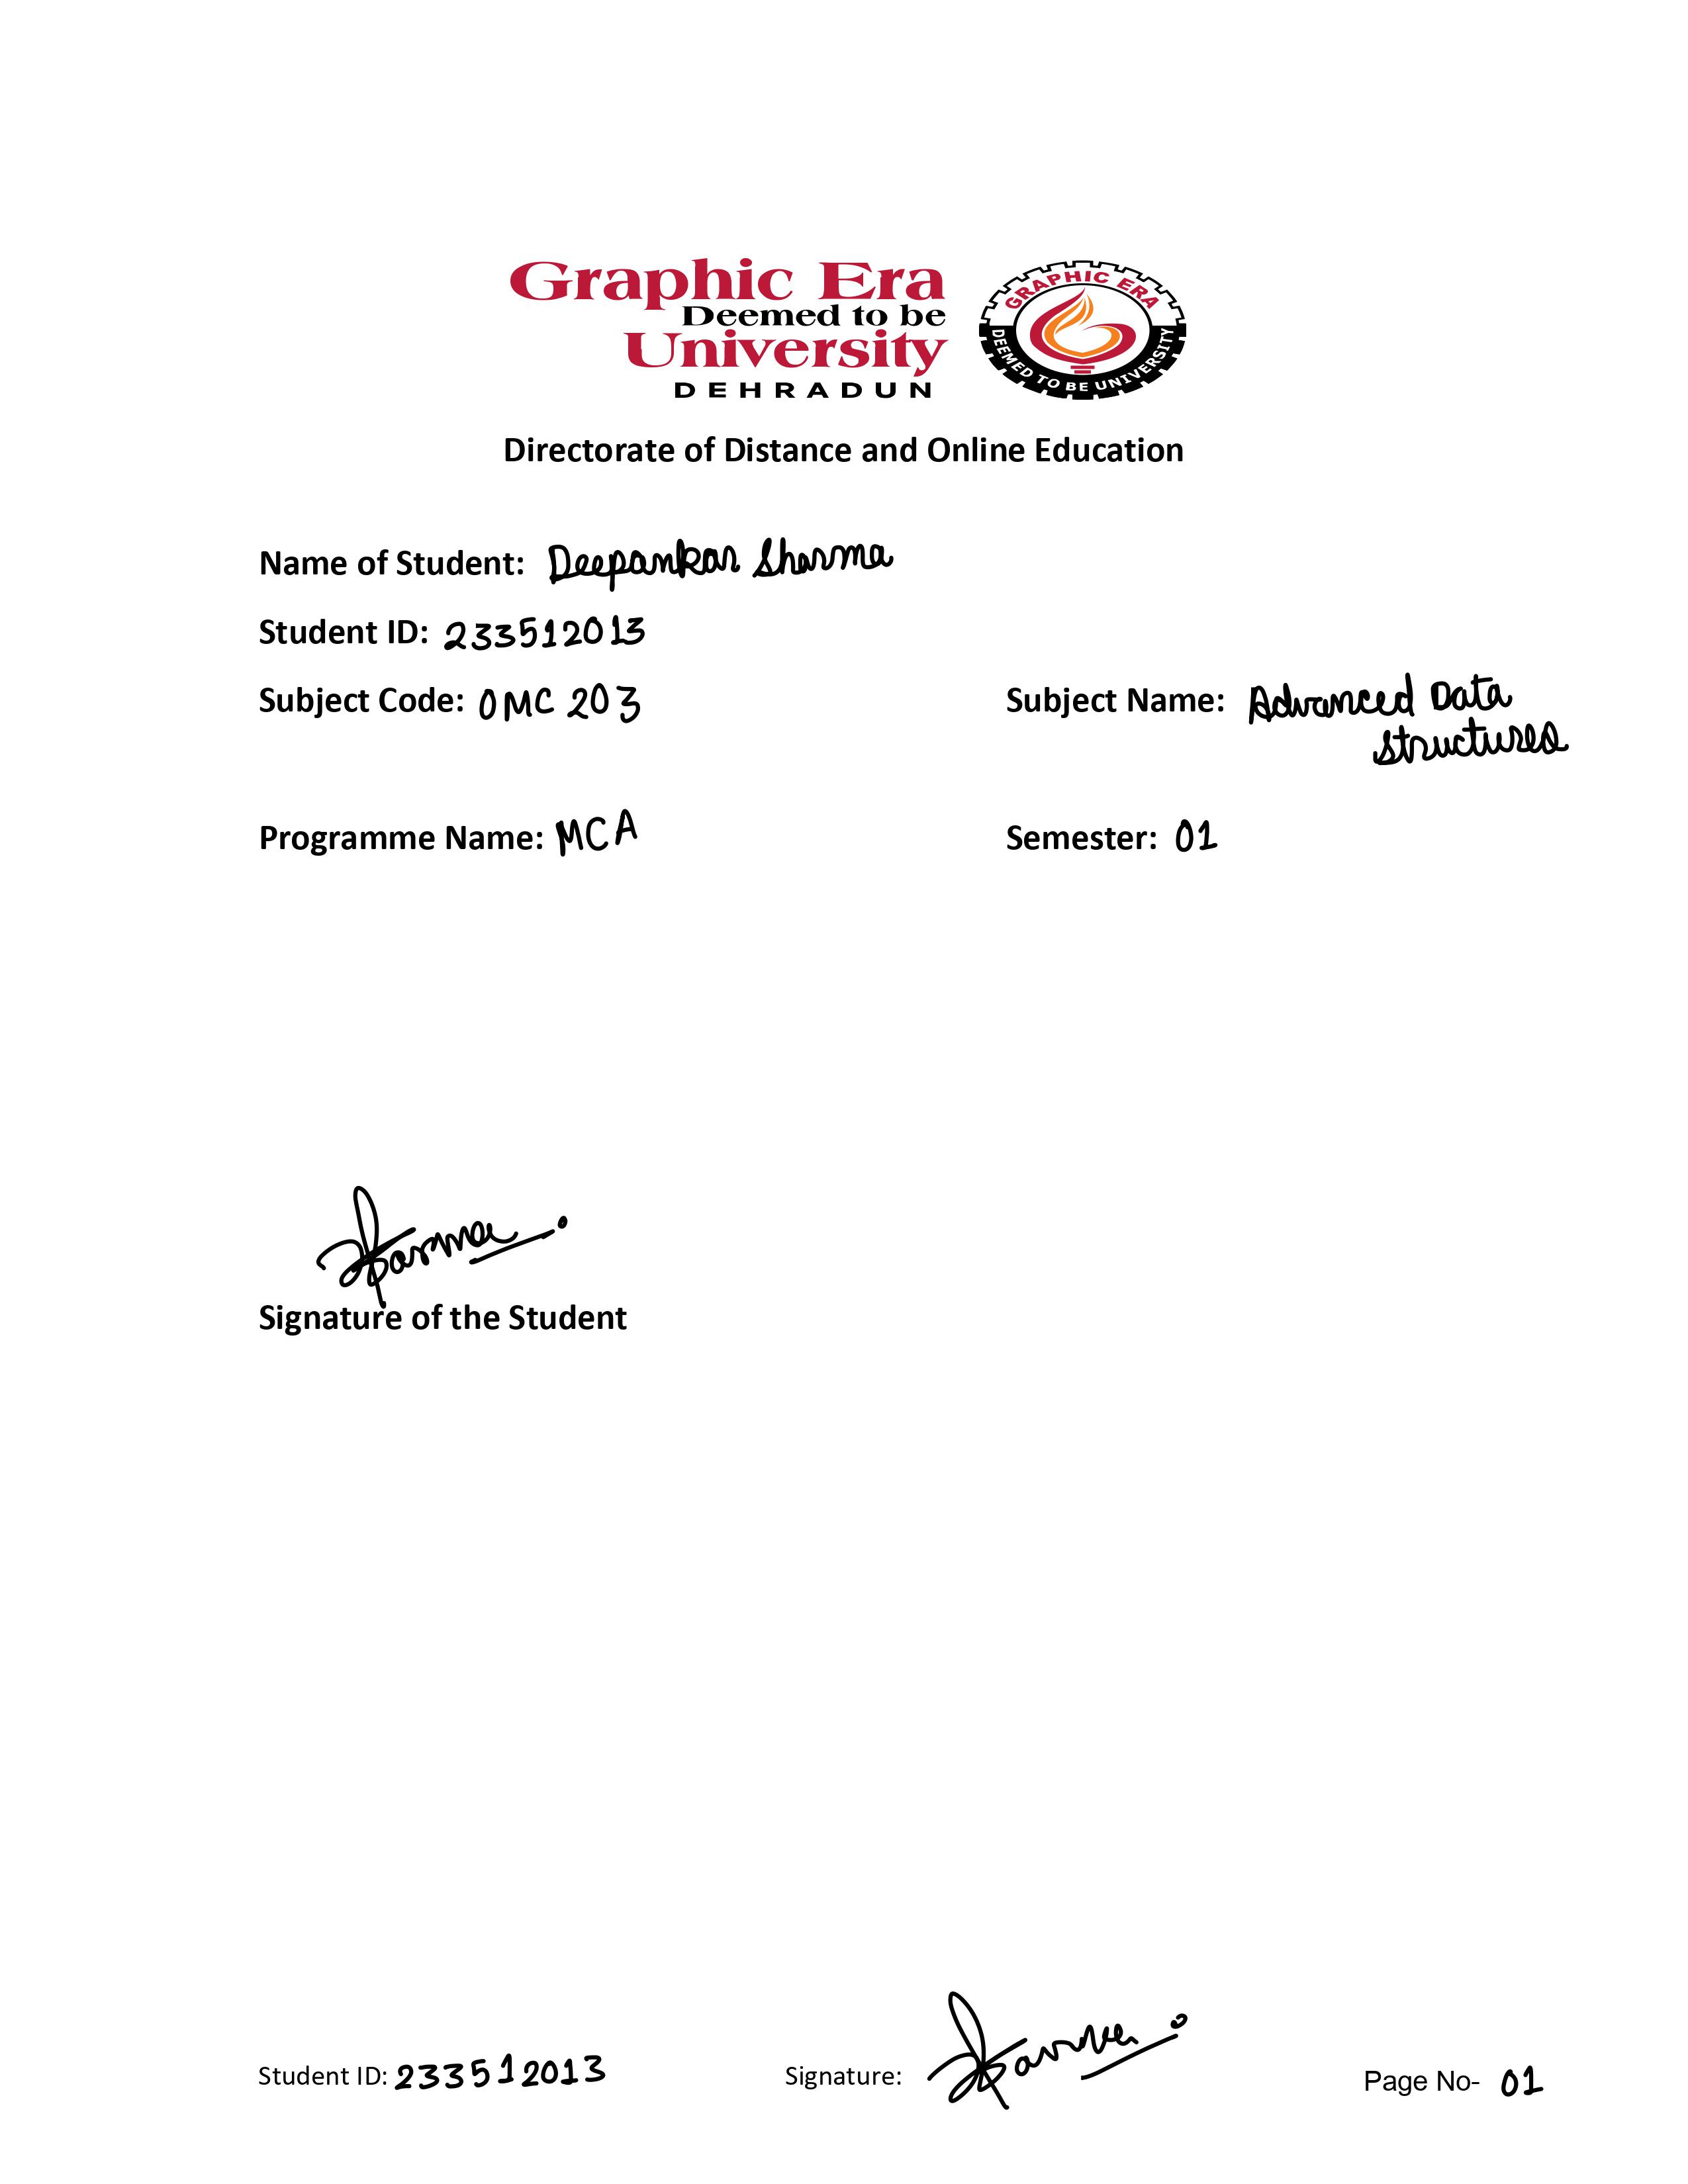 Graphic Era
Deemed to be
University
DEHRADUN
GRAPHIC ERA
DEEMED TO BE UNIVERSITY
Directorate of Distance and Online Education
Name of Student: Deepankar Sharma
Student ID: 233512013
Subject Code: OMC 203 Subject Name: Advanced Data
Structures
Programme Name: MCA Semester: 01
Sharma
Signature of the Student
Student ID: 233512013 Signature: Sharma Page No- 01